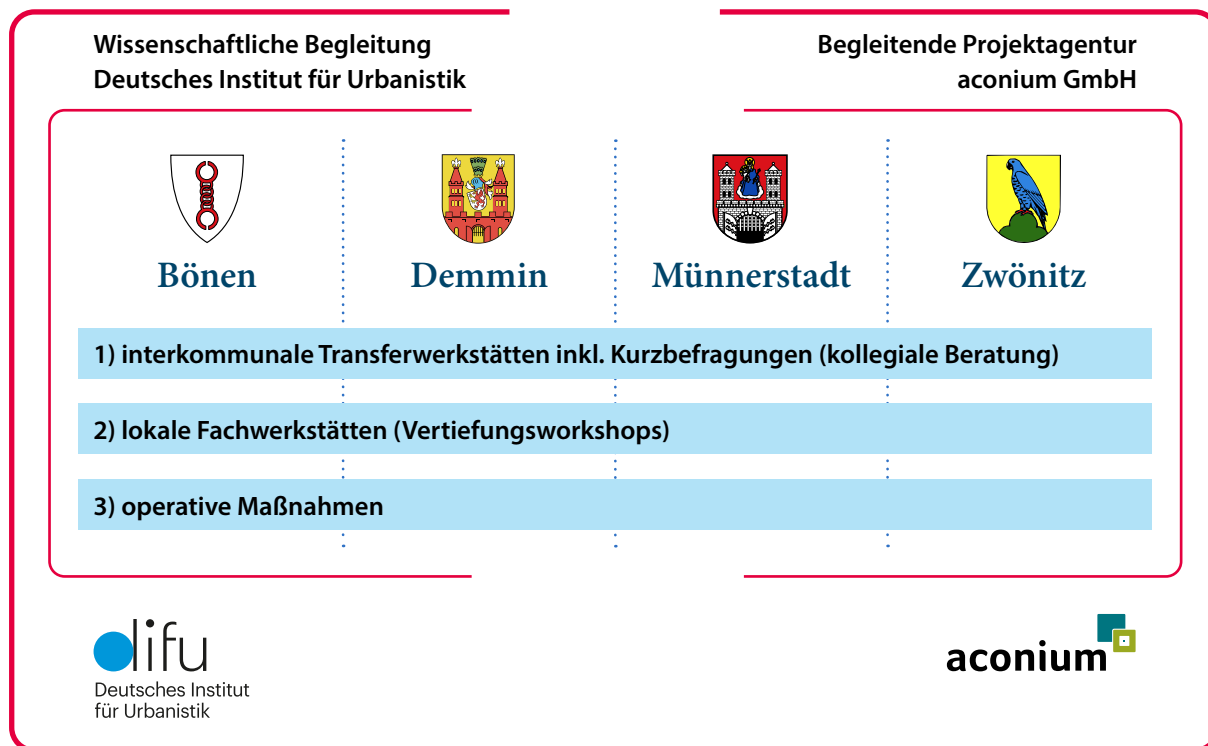 Wissenschaftliche Begleitung
Deutsches Institut für Urbanistik
Begleitende Projektagentur
aconium GmbH
Bönen
Demmin
Münnerstadt
Zwönitz
1) interkommunale Transferwerkstätten inkl. Kurzbefragungen (kollegiale Beratung)
2) lokale Fachwerkstätten (Vertiefungsworkshops)
3) operative Maßnahmen
difu
Deutsches Institut
für Urbanistik
aconium